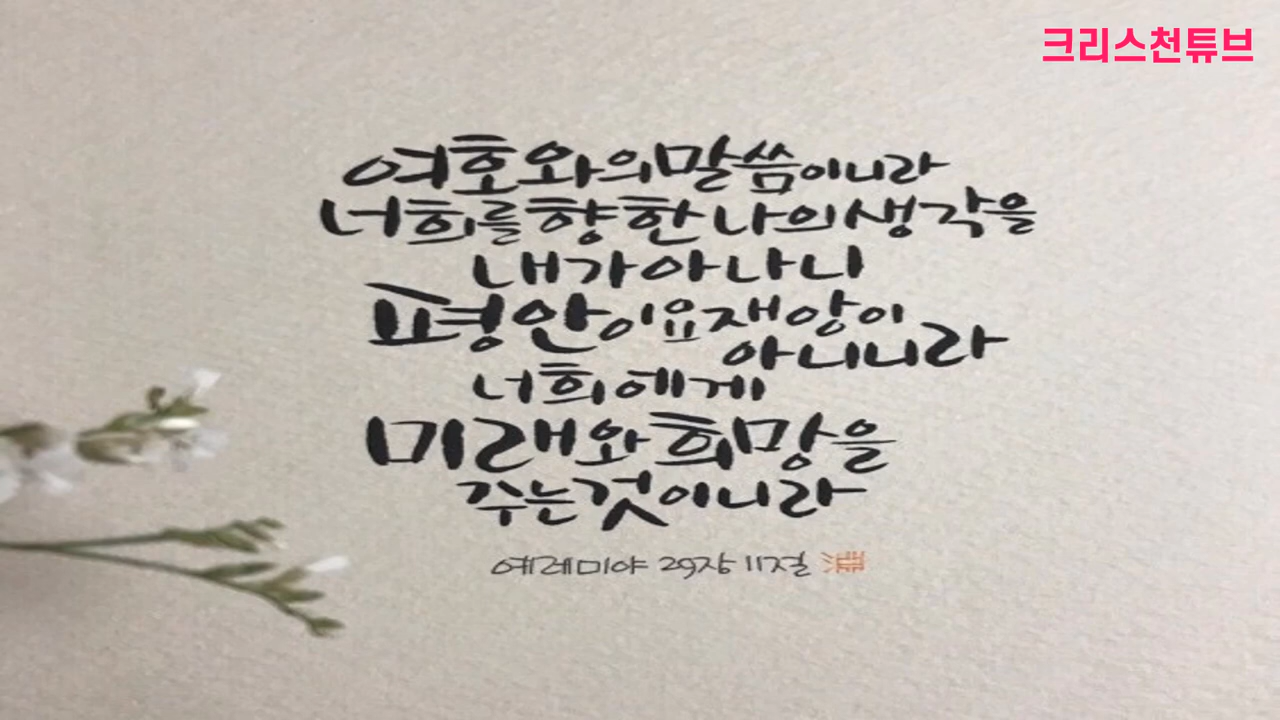 크리스천튜브
여호와의 말씀이니라
너희를 향한 나의 생각을
내가 아나니
평안이요 재앙이
아니니라
너희에게
미래와 희망을
주는 것이니라
예레미야 29장 11절